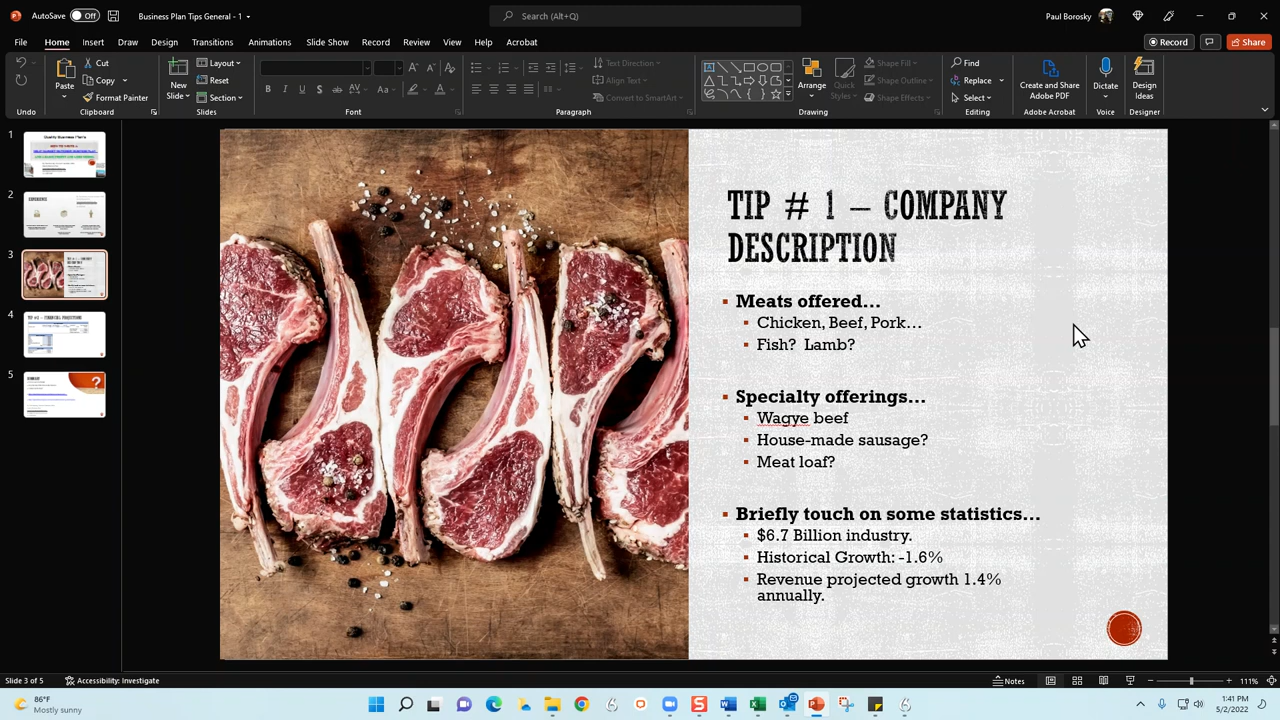 AutoSave Off Business Plan Tips General - 1 Search (Alt+Q) Paul Borosky
File Home Insert Draw Design Transitions Animations Slide Show Record Review View Help Acrobat Record Share
Paste Cut Copy Format Painter New Slide Layout Reset Section
Text Direction Align Text Convert to SmartArt
Arrange Quick Styles Shape Fill Shape Outline Shape Effects
Find Replace Select Create and Share Adobe PDF Dictate Design Ideas
Undo Clipboard Slides Font Paragraph Drawing Editing Adobe Acrobat Voice Designer
1
2
3
4
5
TIP # 1 – COMPANY
DESCRIPTION
Meats offered…
Chicken, Beef, Pork…
Fish? Lamb?
Specialty offerings…
Wagye beef
House-made sausage?
Meat loaf?
Briefly touch on some statistics…
$6.7 Billion industry.
Historical Growth: -1.6%
Revenue projected growth 1.4%
annually.
Slide 3 of 5 Accessibility: Investigate Notes 111%
86°F
Mostly sunny
1:41 PM
5/2/2022